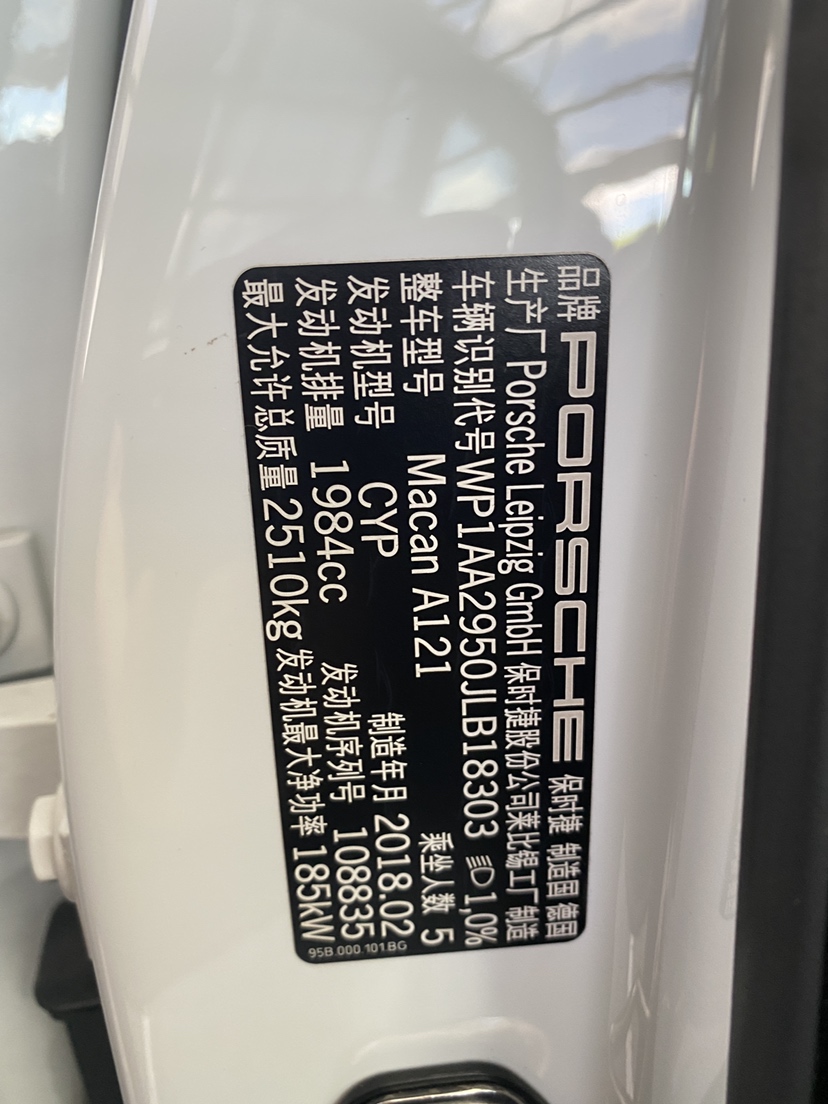 品牌 PORSCHE 保时捷 制造国 德国
生产厂 Porsche Leipzig GmbH 保时捷股份公司莱比锡工厂制造
车辆识别代号 WP1AA2950JLB18303 1,0%
整车型号 Macan A121 乘坐人数 5
发动机型号 CYP 制造年月 2018.02
发动机排量 1984cc 发动机序列号 108835
最大允许总质量 2510kg 发动机最大净功率 185kW
95B.000.101.BG